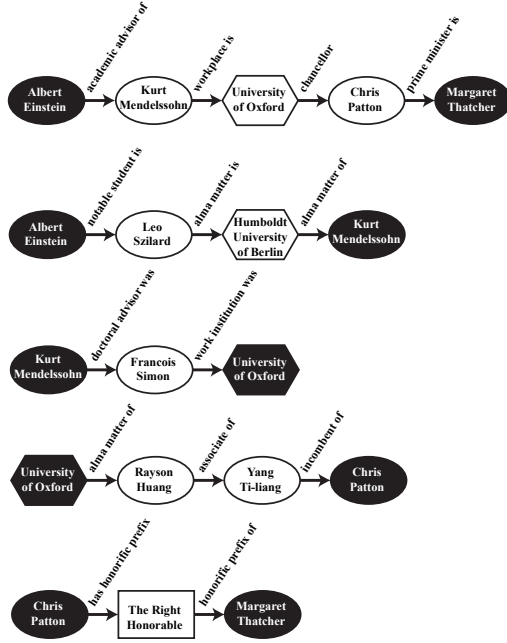 academic advisor of
workplace is
chancellor
prime minister is
Albert
Einstein
Kurt
Mendelssohn
University
of Oxford
Chris
Patton
Margaret
Thatcher
notable student is
alma matter is
alma matter of
Albert
Einstein
Leo
Szilard
Humboldt
University
of Berlin
Kurt
Mendelssohn
doctoral advisor was
work institution was
Kurt
Mendelssohn
Francois
Simon
University
of Oxford
alma matter of
associate of
incombent of
University
of Oxford
Rayson
Huang
Yang
Ti-liang
Chris
Patton
has honorific prefix
honorific prefix of
Chris
Patton
The Right
Honorable
Margaret
Thatcher